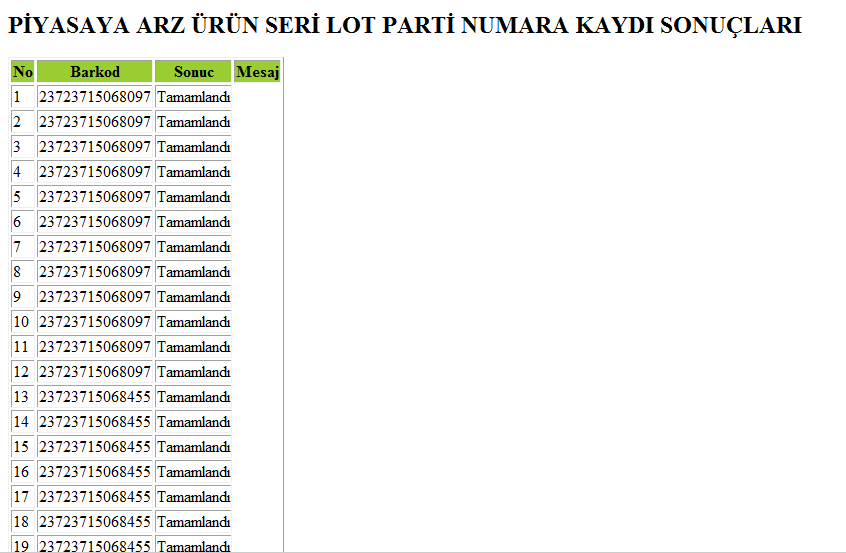 PİYASAYA ARZ ÜRÜN SERİ LOT PARTİ NUMARA KAYDI SONUÇLARI
No Barkod Sonuc Mesaj
1 23723715068097 Tamamlandı
2 23723715068097 Tamamlandı
3 23723715068097 Tamamlandı
4 23723715068097 Tamamlandı
5 23723715068097 Tamamlandı
6 23723715068097 Tamamlandı
7 23723715068097 Tamamlandı
8 23723715068097 Tamamlandı
9 23723715068097 Tamamlandı
10 23723715068097 Tamamlandı
11 23723715068097 Tamamlandı
12 23723715068097 Tamamlandı
13 23723715068455 Tamamlandı
14 23723715068455 Tamamlandı
15 23723715068455 Tamamlandı
16 23723715068455 Tamamlandı
17 23723715068455 Tamamlandı
18 23723715068455 Tamamlandı
19 23723715068455 Tamamlandı